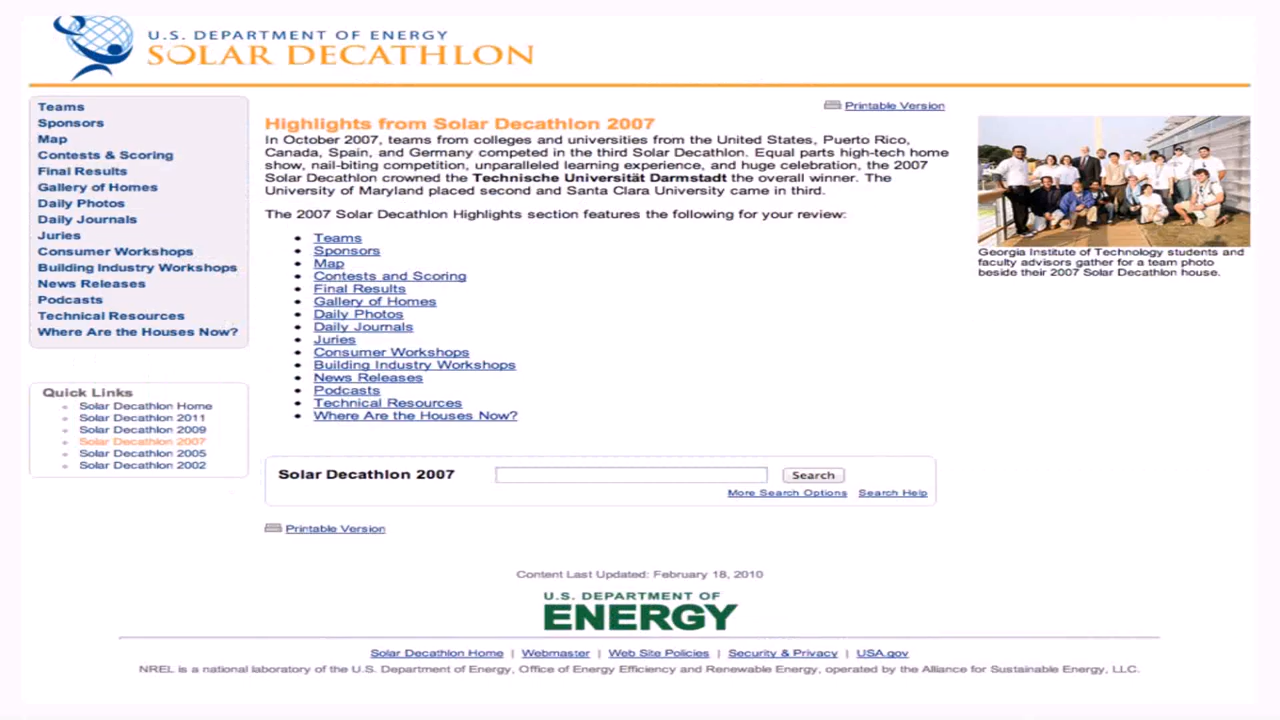 U.S. DEPARTMENT OF ENERGY
SOLAR DECATHLON
Teams
Sponsors
Map
Contests & Scoring
Final Results
Gallery of Homes
Daily Photos
Daily Journals
Juries
Consumer Workshops
Building Industry Workshops
News Releases
Podcasts
Technical Resources
Where Are the Houses Now?
Quick Links
Solar Decathlon Home
Solar Decathlon 2011
Solar Decathlon 2009
Solar Decathlon 2007
Solar Decathlon 2005
Solar Decathlon 2002
Printable Version
Highlights from Solar Decathlon 2007
In October 2007, teams from colleges and universities from the United States, Puerto Rico,
Canada, Spain, and Germany competed in the third Solar Decathlon. Equal parts high-tech home
show, nail-biting competition, unparalleled learning experience, and huge celebration, the 2007
Solar Decathlon crowned the Technische Universität Darmstadt the overall winner. The
University of Maryland placed second and Santa Clara University came in third.
The 2007 Solar Decathlon Highlights section features the following for your review:
Teams
Sponsors
Map
Contests and Scoring
Final Results
Gallery of Homes
Daily Photos
Daily Journals
Juries
Consumer Workshops
Building Industry Workshops
News Releases
Podcasts
Technical Resources
Where Are the Houses Now?
Georgia Institute of Technology students and
faculty advisors gather for a team photo
beside their 2007 Solar Decathlon house.
Solar Decathlon 2007 Search
More Search Options Search Help
Printable Version
Content Last Updated: February 18, 2010
U.S. DEPARTMENT OF
ENERGY
Solar Decathlon Home | Webmaster | Web Site Policies | Security & Privacy | USA.gov
NREL is a national laboratory of the U.S. Department of Energy, Office of Energy Efficiency and Renewable Energy, operated by the Alliance for Sustainable Energy, LLC.